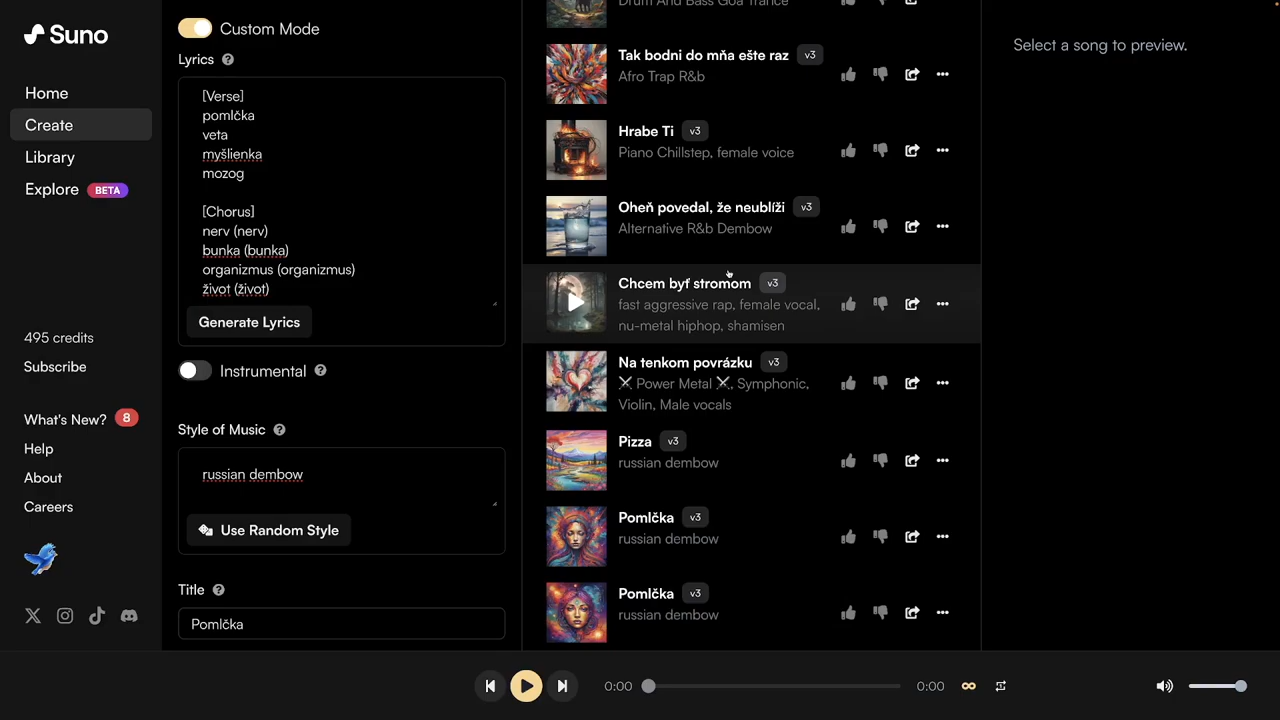 Suno
Home
Create
Library
Explore BETA
495 credits
Subscribe
What's New? 8
Help
About
Careers
Custom Mode
Lyrics
[Verse]
pomlčka
veta
myšlienka
mozog
[Chorus]
nerv (nerv)
bunka (bunka)
organizmus (organizmus)
život (život)
Generate Lyrics
Instrumental
Style of Music
russian dembow
Use Random Style
Title
Pomlčka
Drum And Bass Goa Trance
Tak bodni do mňa ešte raz v3
Afro Trap R&b
Hrabe Ti v3
Piano Chillstep, female voice
Oheň povedal, že neublíži v3
Alternative R&b Dembow
Chcem byť stromom v3
fast aggressive rap, female vocal,
nu-metal hiphop, shamisen
Na tenkom povrázku v3
⚔ Power Metal ⚔, Symphonic,
Violin, Male vocals
Pizza v3
russian dembow
Pomlčka v3
russian dembow
Pomlčka v3
russian dembow
Select a song to preview.
0:00
0:00